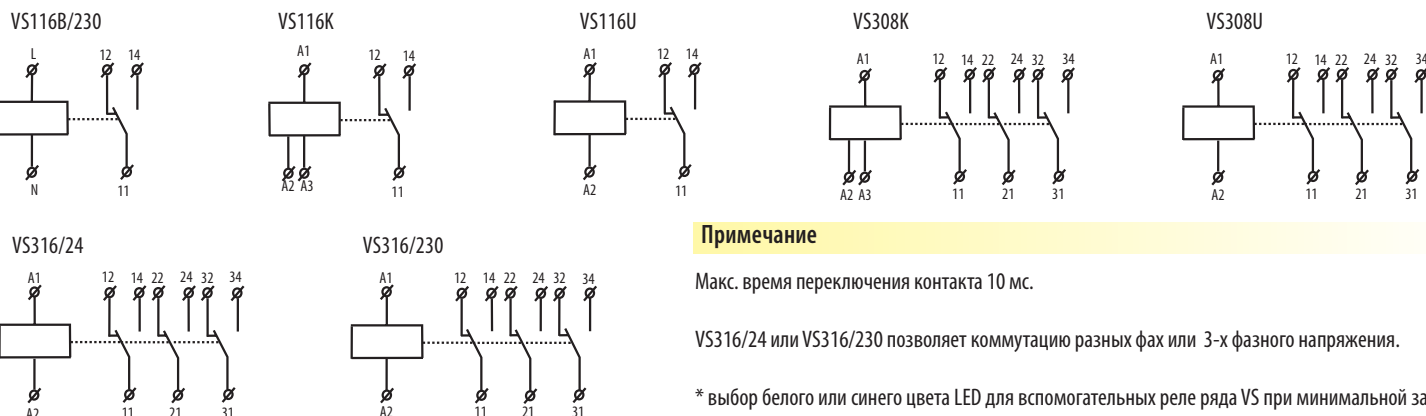 VS116B/230 VS116K VS116U VS308K VS308U
L 12 14 A1 12 14 A1 12 14 A1 12 14 22 24 32 34 A1 12 14 22 24 32 34
N 11 A2 A3 11 A2 11 A2 A3 11 21 31 A2 11 21 31
VS316/24 VS316/230
A1 12 14 22 24 32 34 A1 12 14 22 24 32 34
A2 11 21 31 A2 11 21 31
Примечание
Макс. время переключения контакта 10 мс.
VS316/24 или VS316/230 позволяет коммутацию разных фах или 3-х фазного напряжения.
* выбор белого или синего цвета LED для вспомогательных реле ряда VS при минимальной за